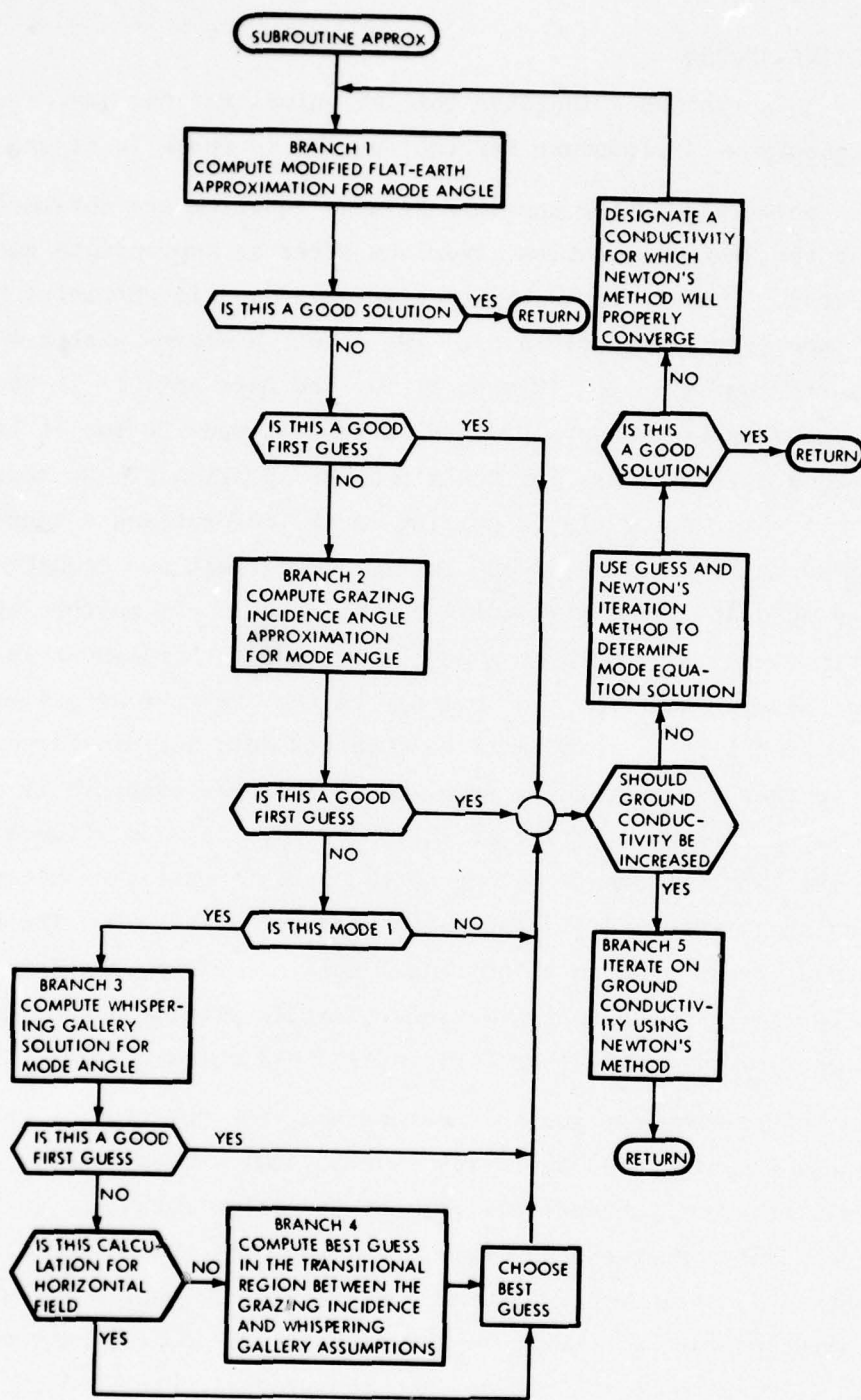 SUBROUTINE APPROX
BRANCH 1
COMPUTE MODIFIED FLAT-EARTH
APPROXIMATION FOR MODE ANGLE
IS THIS A GOOD SOLUTION
YES
RETURN
NO
IS THIS A GOOD
FIRST GUESS
YES
NO
BRANCH 2
COMPUTE GRAZING
INCIDENCE ANGLE
APPROXIMATION
FOR MODE ANGLE
IS THIS A GOOD
FIRST GUESS
YES
NO
IS THIS MODE 1
YES
NO
BRANCH 3
COMPUTE WHISPER-
ING GALLERY
SOLUTION FOR
MODE ANGLE
IS THIS A GOOD
FIRST GUESS
YES
NO
IS THIS CALCU-
LATION FOR
HORIZONTAL
FIELD
NO
YES
BRANCH 4
COMPUTE BEST GUESS
IN THE TRANSITIONAL
REGION BETWEEN THE
GRAZING INCIDENCE
AND WHISPERING
GALLERY ASSUMPTIONS
CHOOSE
BEST
GUESS
DESIGNATE A
CONDUCTIVITY
FOR WHICH
NEWTON'S
METHOD WILL
PROPERLY
CONVERGE
NO
IS THIS
A GOOD
SOLUTION
YES
RETURN
USE GUESS AND
NEWTON'S
ITERATION
METHOD TO
DETERMINE
MODE EQUA-
TION SOLUTION
NO
SHOULD
GROUND
CONDUC-
TIVITY BE
INCREASED
YES
BRANCH 5
ITERATE ON
GROUND
CONDUCTIV-
ITY USING
NEWTON'S
METHOD
RETURN